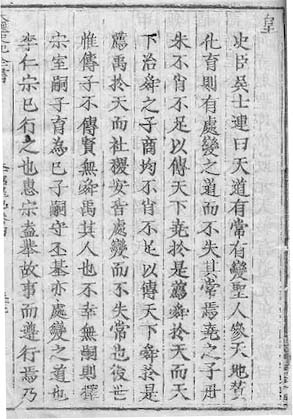 皇
史臣吳士連曰天道有常有變聖人參天地贊
化育則有處變之道而不失其常焉堯之子丹
朱不肖不足以傳天下堯於是薦舜於天而天
下治舜之子商均不肖不足以傳天下舜於是
薦禹於天而社稷安皆處變而不失常也後世
惟傳子不傳賢無舜禹其人也不幸無嗣則擇
宗室嗣子育為己子嗣守丕基亦處變之道也
李仁宗已行之也惠宗盍舉故事而遵行焉乃